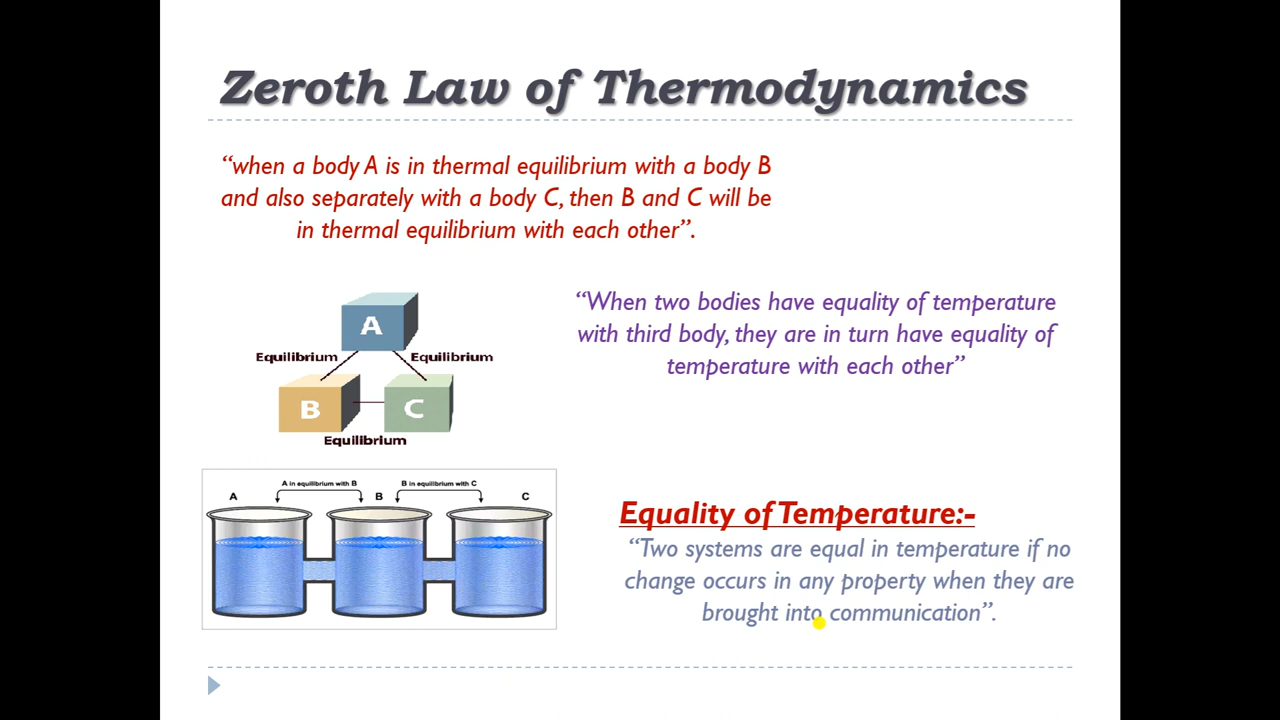 Zeroth Law of Thermodynamics
“when a body A is in thermal equilibrium with a body B
and also separately with a body C, then B and C will be
in thermal equilibrium with each other”.
“When two bodies have equality of temperature
with third body, they are in turn have equality of
temperature with each other”
A
Equilibrium Equilibrium
B C
Equilibrium
A in equilibrium with B B in equilibrium with C
A B C
Equality of Temperature:-
“Two systems are equal in temperature if no
change occurs in any property when they are
brought into communication”.